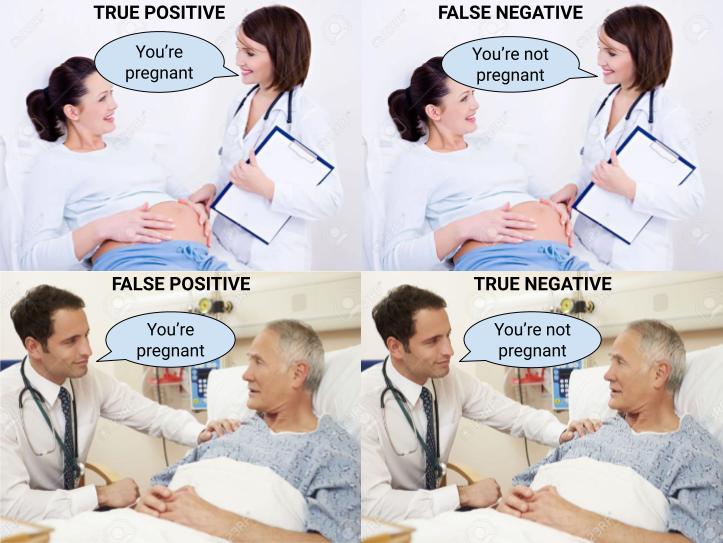 TRUE POSITIVE
You're
pregnant
FALSE NEGATIVE
You're not
pregnant
FALSE POSITIVE
You're
pregnant
TRUE NEGATIVE
You're not
pregnant